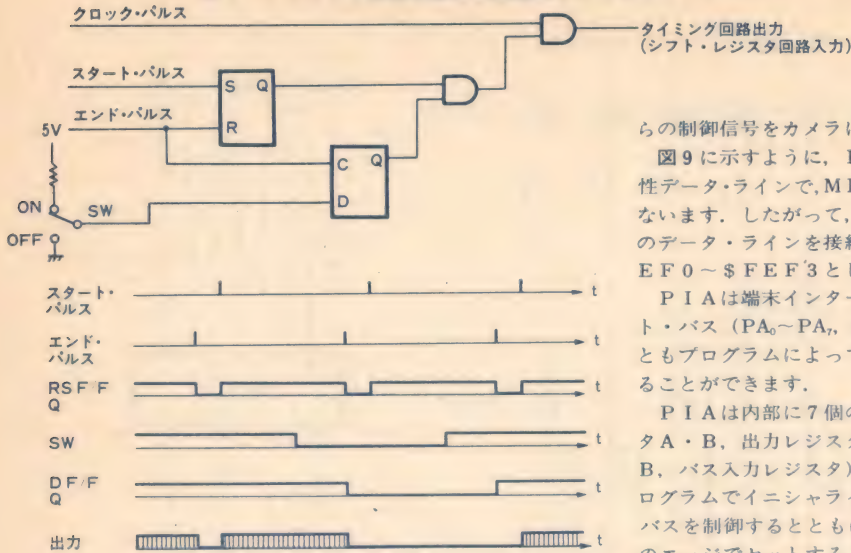 クロック・パルス
タイミング回路出力
(シフト・レジスタ回路入力)
スタート・パルス
S Q
エンド・パルス
R
5V
C Q
D
ON
SW
OFF
スタート・
パルス
t
エンド・
パルス
t
RSF/F
Q
t
SW
t
DF/F
Q
t
出力
t
らの制御信号をカメラに
図9に示すように,
性データ・ラインで,
ないます.したがって,
のデータ・ラインを接続
EF0〜$FEF3とし
PIAは端末インター
ト・バス(PA₀〜PA₇,
ともプログラムによって
ることができます.
PIAは内部に7個の
タA・B,出力レジスタ
B,バス入力レジスタ)
ログラムでイニシャライ
バスを制御するととも